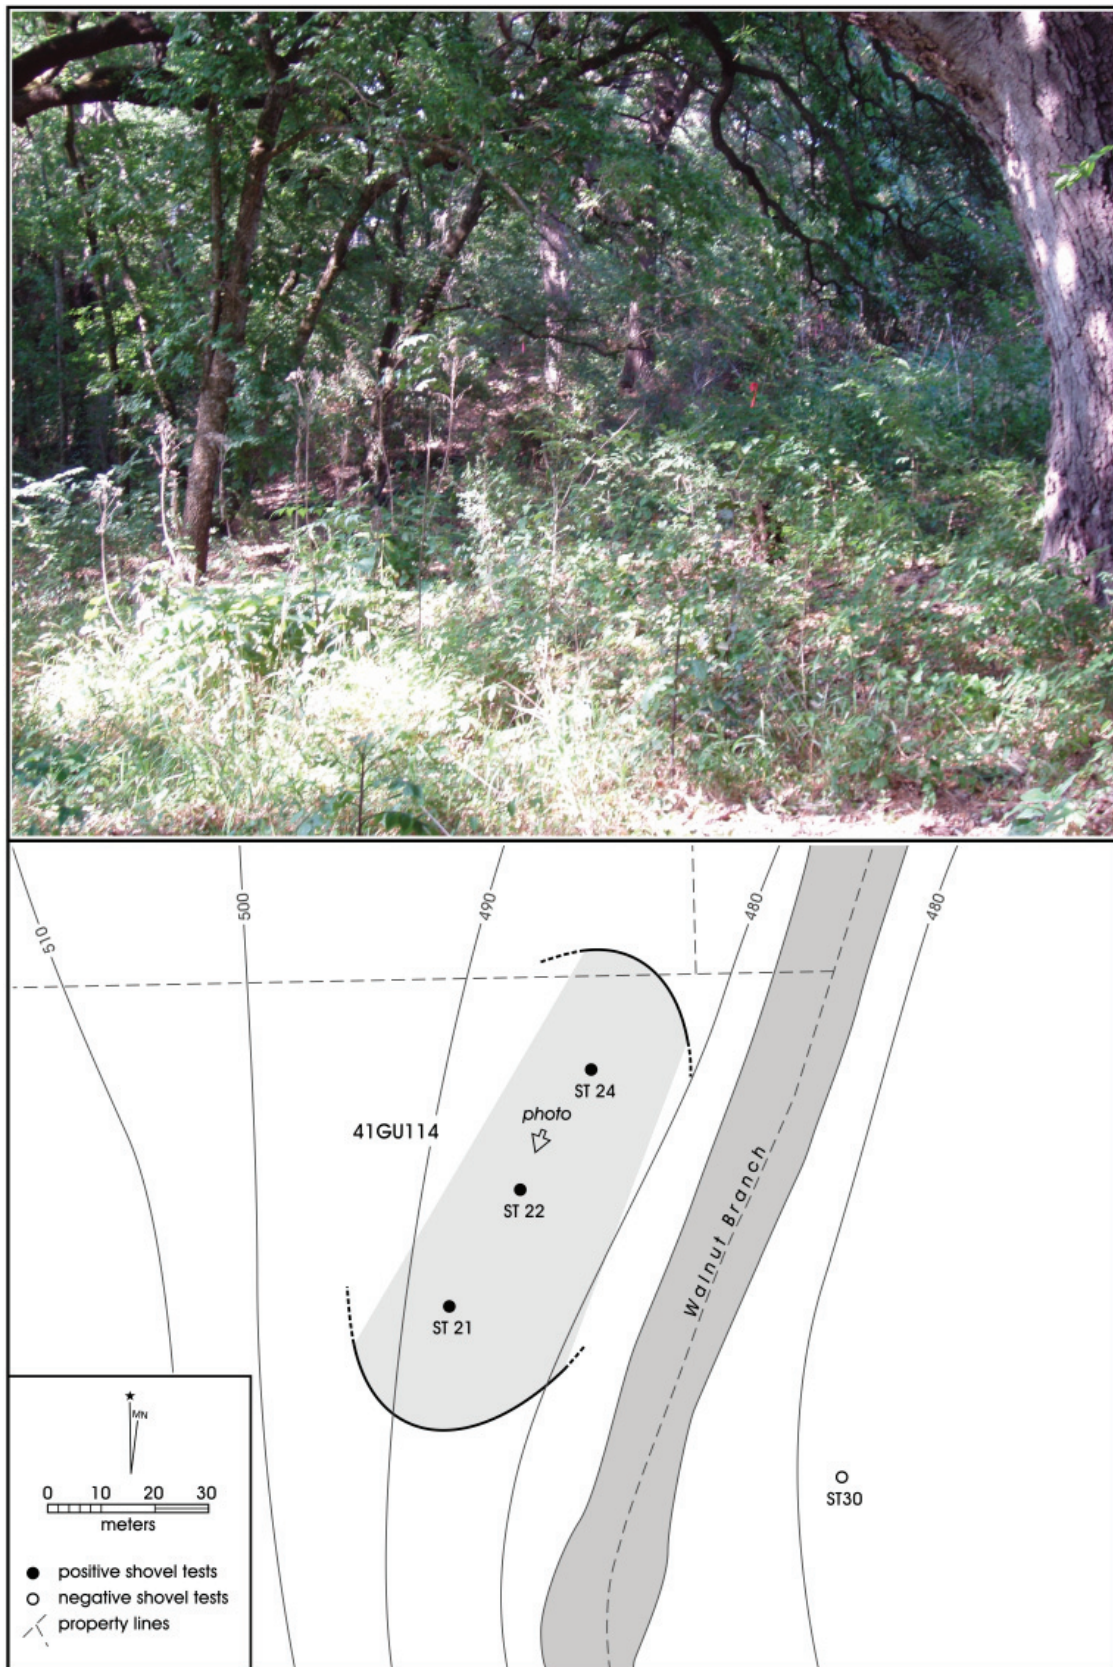 510
500
490
480
480
ST 24
photo
41GU114
ST 22
Walnut Branch
ST 21
MN
0 10 20 30
meters
ST30
positive shovel tests
negative shovel tests
property lines